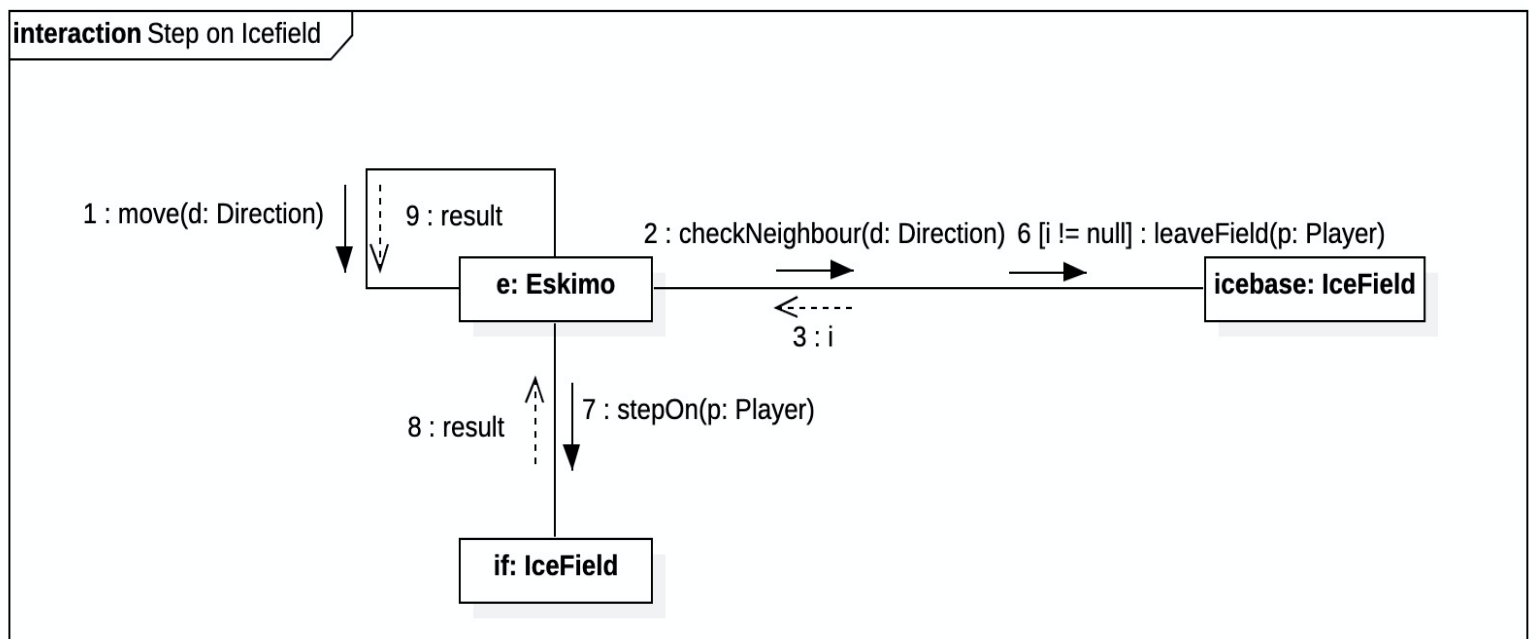 interaction Step on Icefield
1 : move(d: Direction)
9 : result
2 : checkNeighbour(d: Direction)
6 [i != null] : leaveField(p: Player)
e: Eskimo
icebase: IceField
3 : i
8 : result
7 : stepOn(p: Player)
if: IceField